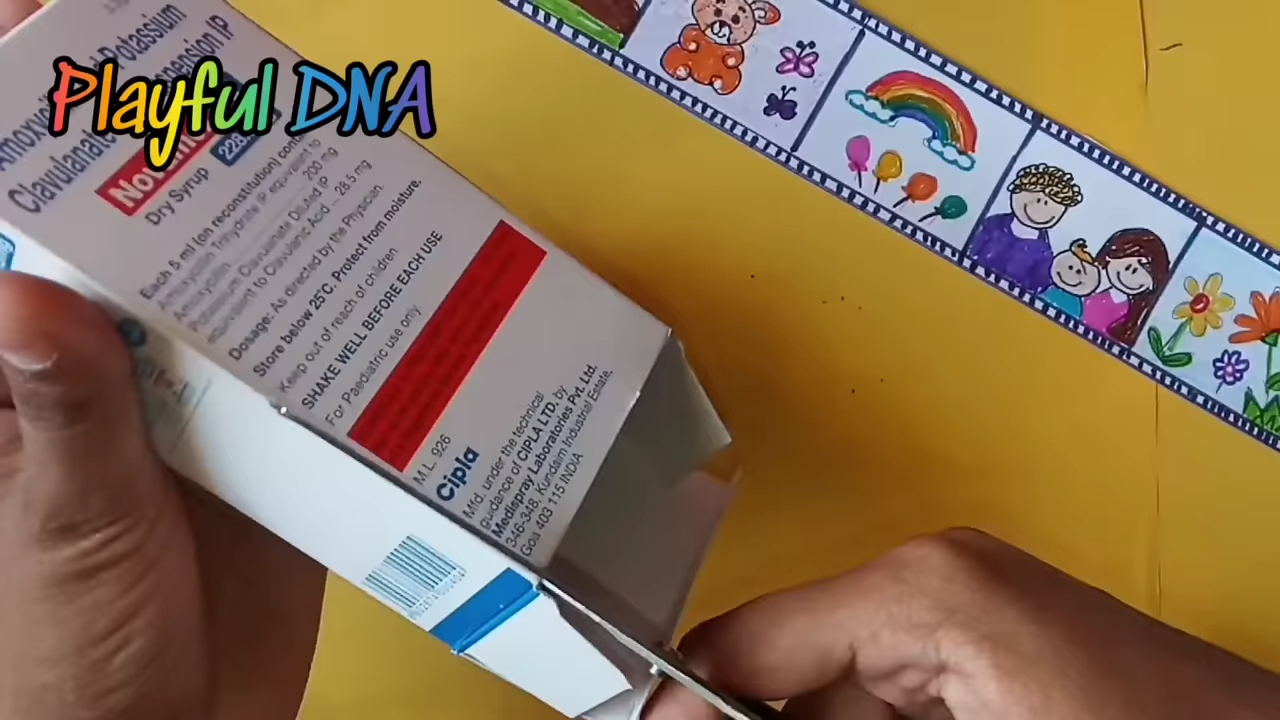 Playful DNA
Potassium
Clavulanate
IP
Dry Syrup
Each 5 ml (on reconstitution)
Amoxycillin Trihydrate IP equivalent to
Amoxycillin 200 mg
Potassium Clavulanate Diluted IP
equivalent to Clavulanic Acid 28.5 mg
Dosage: As directed by the Physician.
Store below 25°C. Protect from moisture.
Keep out of reach of children
SHAKE WELL BEFORE EACH USE
For Paediatric use only
M.L. 926
Cipla
Mfd. under the technical
guidance of CIPLA LTD. by
Medispray Laboratories Pvt. Ltd.
346-348, Kundaim Industrial Estate,
Goa 403 115 INDIA